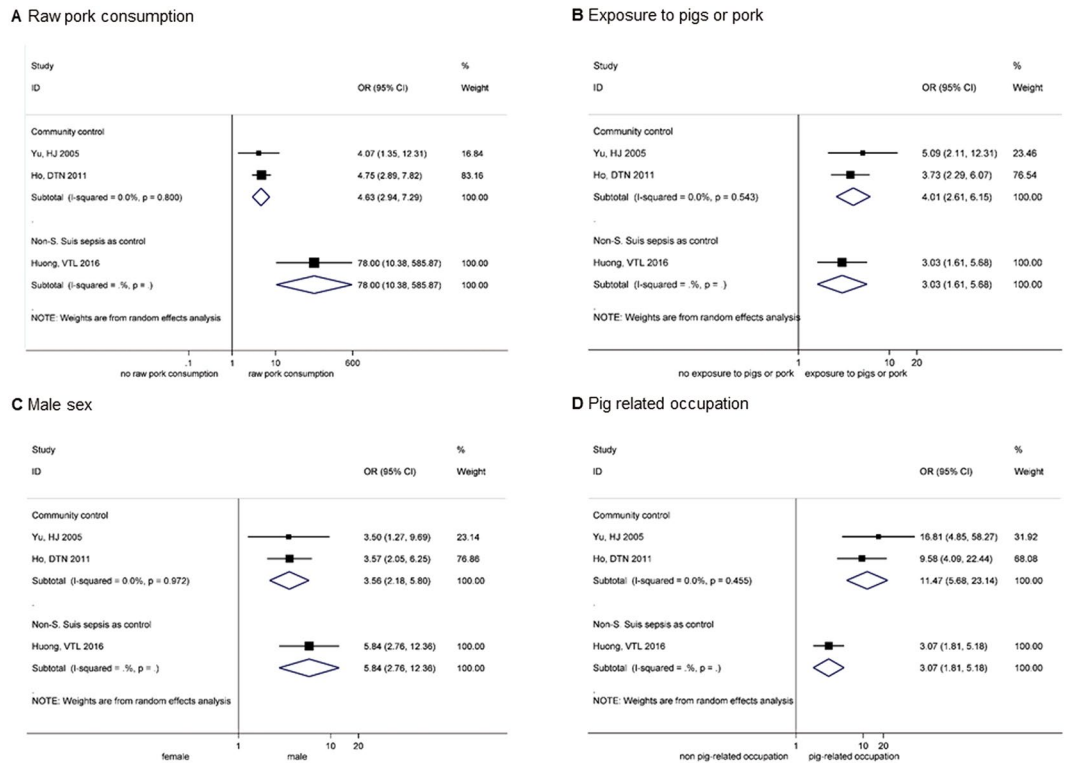 A Raw pork consumption
Study %
ID OR (95% CI) Weight
Community control
Yu, HJ 2005 4.07 (1.35, 12.31) 16.84
Ho, DTN 2011 4.75 (2.89, 7.82) 83.16
Subtotal (I-squared = 0.0%, p = 0.800) 4.63 (2.94, 7.29) 100.00
.
Non-S. Suis sepsis as control
Huong, VTL 2016 78.00 (10.38, 585.87) 100.00
Subtotal (I-squared = .%, p = .) 78.00 (10.38, 585.87) 100.00
.
NOTE: Weights are from random effects analysis
.1 1 10 600
no raw pork consumption raw pork consumption
B Exposure to pigs or pork
Study %
ID OR (95% CI) Weight
Community control
Yu, HJ 2005 5.09 (2.11, 12.31) 23.46
Ho, DTN 2011 3.73 (2.29, 6.07) 76.54
Subtotal (I-squared = 0.0%, p = 0.543) 4.01 (2.61, 6.15) 100.00
.
Non-S. Suis sepsis as control
Huong, VTL 2016 3.03 (1.61, 5.68) 100.00
Subtotal (I-squared = .%, p = .) 3.03 (1.61, 5.68) 100.00
.
NOTE: Weights are from random effects analysis
1 10 20
no exposure to pigs or pork exposure to pigs or pork
C Male sex
Study %
ID OR (95% CI) Weight
Community control
Yu, HJ 2005 3.50 (1.27, 9.69) 23.14
Ho, DTN 2011 3.57 (2.05, 6.25) 76.86
Subtotal (I-squared = 0.0%, p = 0.972) 3.56 (2.18, 5.80) 100.00
.
Non-S. Suis sepsis as control
Huong, VTL 2016 5.84 (2.76, 12.36) 100.00
Subtotal (I-squared = .%, p = .) 5.84 (2.76, 12.36) 100.00
.
NOTE: Weights are from random effects analysis
1 10 20
female male
D Pig related occupation
Study %
ID OR (95% CI) Weight
Community control
Yu, HJ 2005 16.81 (4.85, 58.27) 31.92
Ho, DTN 2011 9.58 (4.09, 22.44) 68.08
Subtotal (I-squared = 0.0%, p = 0.455) 11.47 (5.68, 23.14) 100.00
.
Non-S. Suis sepsis as control
Huong, VTL 2016 3.07 (1.81, 5.18) 100.00
Subtotal (I-squared = .%, p = .) 3.07 (1.81, 5.18) 100.00
.
NOTE: Weights are from random effects analysis
1 10 20
non pig-related occupation pig-related occupation